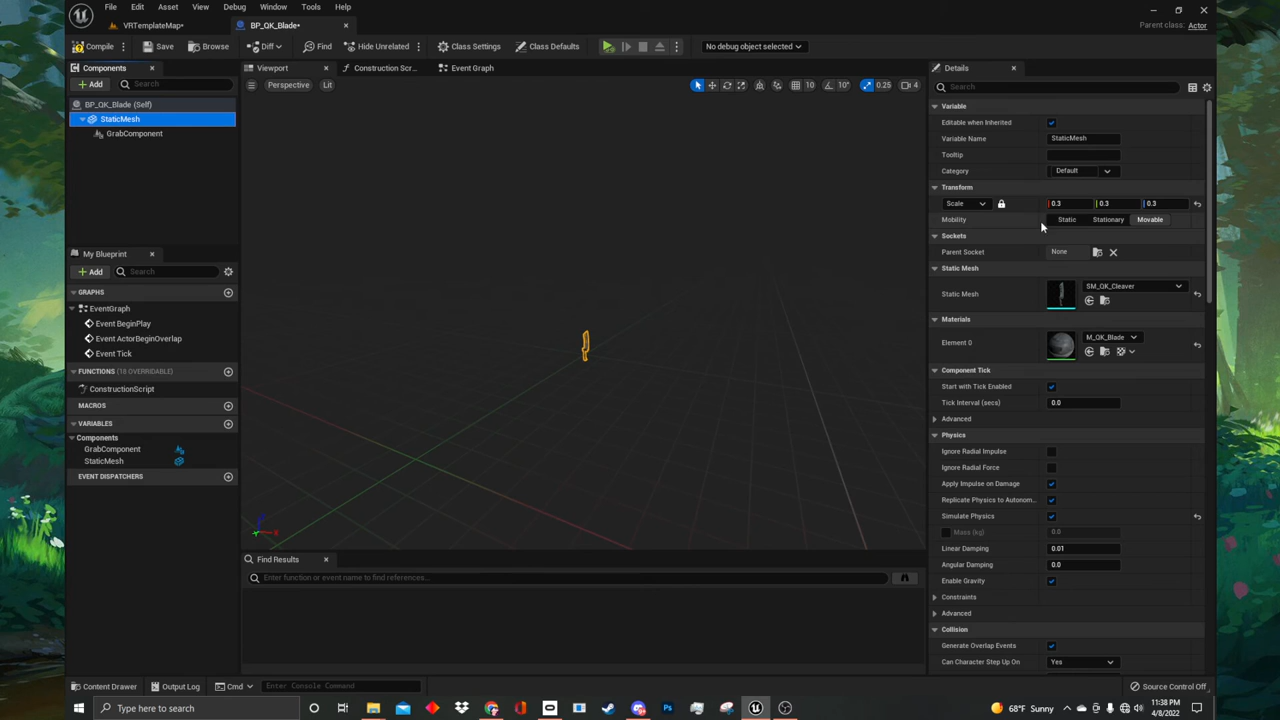 File Edit Asset View Debug Window Tools Help
VRTemplateMap* BP_QK_Blade*
Parent class: Actor
Compile Save Browse Diff Find Hide Unrelated Class Settings Class Defaults No debug object selected
Components
Add Search
BP_QK_Blade (Self)
StaticMesh
GrabComponent
My Blueprint
Add Search
GRAPHS
EventGraph
Event BeginPlay
Event ActorBeginOverlap
Event Tick
FUNCTIONS (18 OVERRIDABLE)
ConstructionScript
MACROS
VARIABLES
Components
GrabComponent
StaticMesh
EVENT DISPATCHERS
Viewport Construction Scr... Event Graph
Perspective Lit 10 10° 0.25 4
X
Find Results
Enter function or event name to find references...
Details
Search
Variable
Editable when Inherited
Variable Name StaticMesh
Tooltip
Category Default
Transform
Scale 0.3 0.3 0.3
Mobility Static Stationary Movable
Sockets
Parent Socket None
Static Mesh
Static Mesh SM_QK_Cleaver
Materials
Element 0 M_QK_Blade
Component Tick
Start with Tick Enabled
Tick Interval (secs) 0.0
Advanced
Physics
Ignore Radial Impulse
Ignore Radial Force
Apply Impulse on Damage
Replicate Physics to Autonom...
Simulate Physics
Mass (kg) 0.0
Linear Damping 0.01
Angular Damping 0.0
Enable Gravity
Constraints
Advanced
Collision
Generate Overlap Events
Can Character Step Up On Yes
Content Drawer Output Log Cmd Enter Console Command Source Control Off
Type here to search 68°F Sunny 11:38 PM
4/8/2022